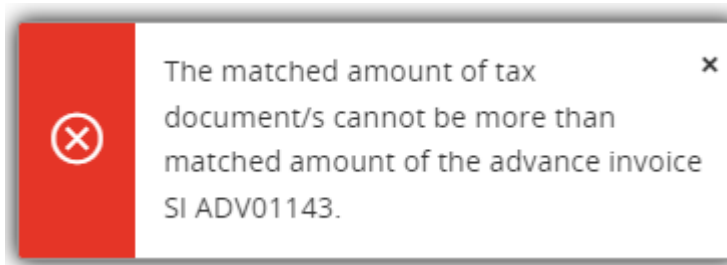 The matched amount of tax
document/s cannot be more than
matched amount of the advance invoice
SI ADV01143.